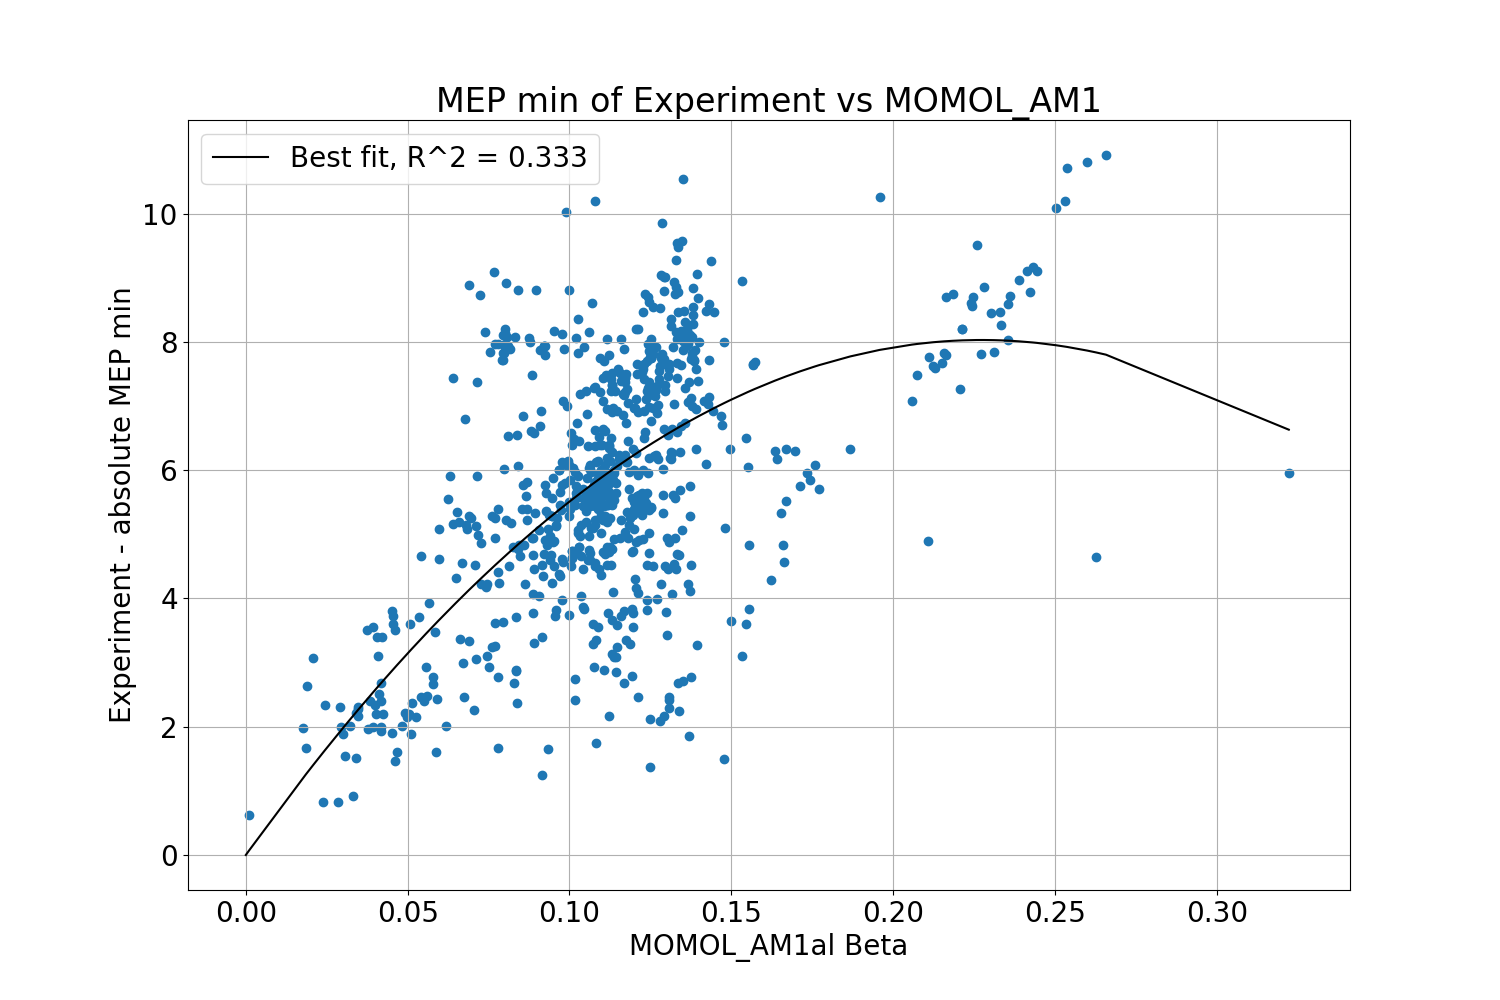 MEP min of Experiment vs MOMOL_AM1
Best fit, R^2 = 0.333
Experiment - absolute MEP min
10
8
6
4
2
0
0.00 0.05 0.10 0.15 0.20 0.25 0.30
MOMOL_AM1al Beta